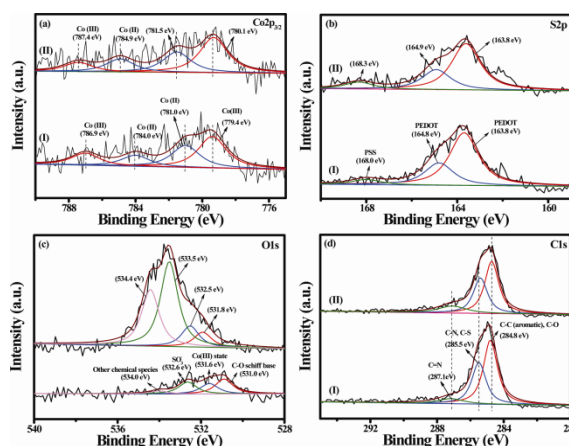 (a)
Co2p3/2
Co (III)
(787.4 eV)
Co (II)
(784.9 eV)
(781.5 eV)
(780.1 eV)
(II)
Co (III)
(786.9 eV)
Co (II)
(784.0 eV)
Co (II)
(781.0 eV)
Co(III)
(779.4 eV)
(I)
Intensity (a.u.)
788 784 780 776
Binding Energy (eV)
(b)
S2p
(II)
(168.3 eV)
(164.9 eV)
(163.8 eV)
(I)
PSS
(168.0 eV)
PEDOT
(164.8 eV)
PEDOT
(163.8 eV)
Intensity (a.u.)
168 164 160
Binding Energy (eV)
(c)
O1s
(534.4 eV)
(533.5 eV)
(532.5 eV)
(531.8 eV)
Other chemical species
(534.0 eV)
(532.6 eV)
Co(III) state
(531.6 eV)
C-O schiff base
(531.0 eV)
Intensity (a.u.)
540 536 532 528
Binding Energy (eV)
(d)
C1s
(II)
C-N, C-S
(285.5 eV)
C-C (aromatic), C-O
(284.8 eV)
C=N
(287.1eV)
(I)
Intensity (a.u.)
292 288 284
Binding Energy (eV)